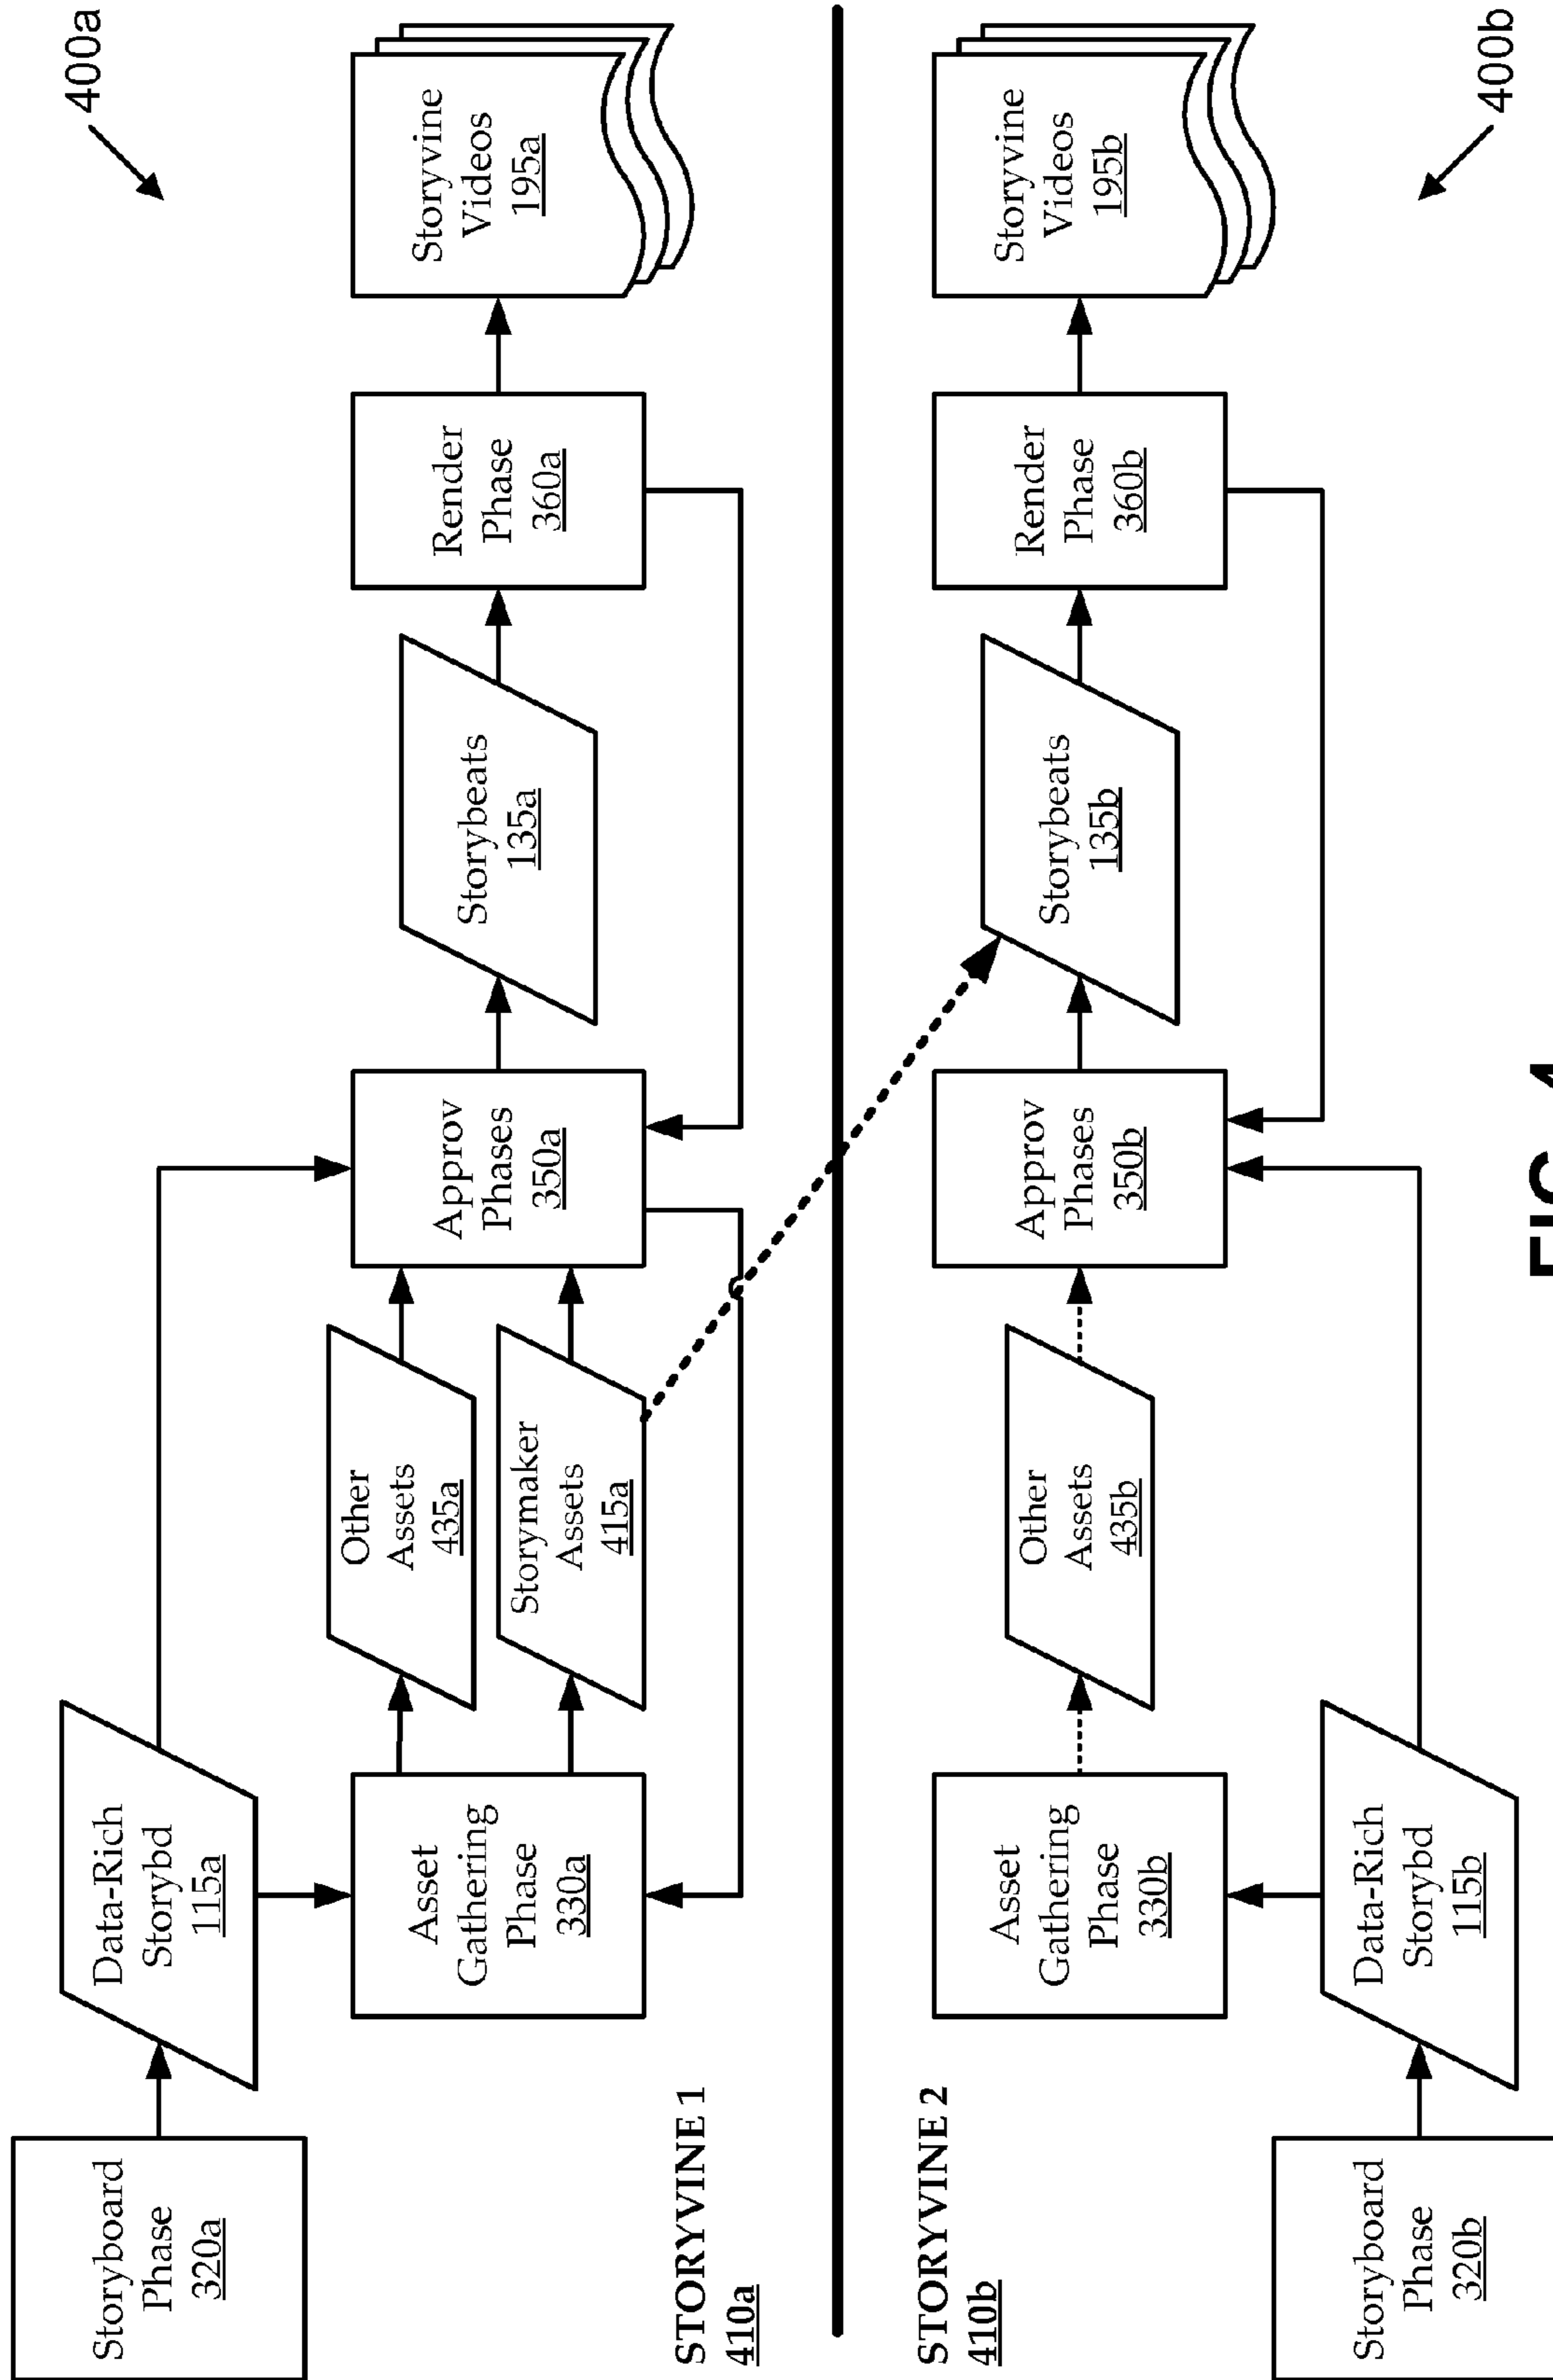 400a
Storyboard
Phase
320a
Data-Rich
Storybd
115a
Asset
Gathering
Phase
330a
Other
Assets
435a
Storymaker
Assets
415a
Approv
Phases
350a
Storybeats
135a
Render
Phase
360a
Storyvine
Videos
195a
STORYVINE 1
410a
STORYVINE 2
410b
Asset
Gathering
Phase
330b
Other
Assets
435b
Approv
Phases
350b
Storybeats
135b
Render
Phase
360b
Storyvine
Videos
195b
Storyboard
Phase
320b
Data-Rich
Storybd
115b
400b